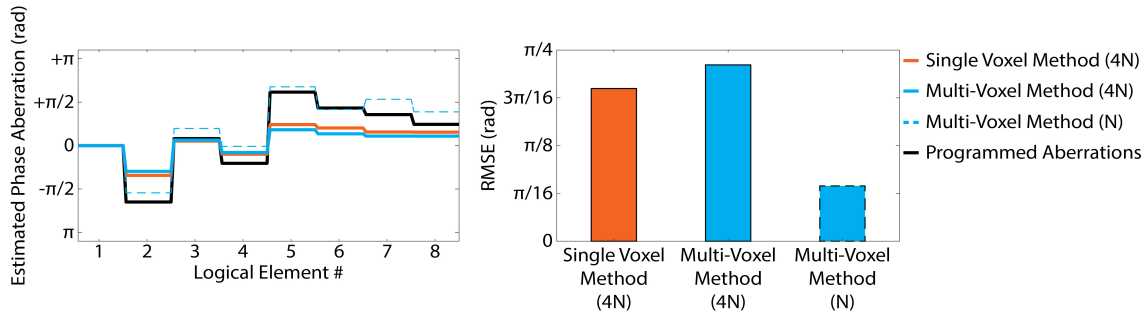 Estimated Phase Aberration (rad)
+π
+π/2
0
-π/2
π
1 2 3 4 5 6 7 8
Logical Element #
RMSE (rad)
π/4
3π/16
π/8
π/16
0
Single Voxel
Method
(4N)
Multi-Voxel
Method
(4N)
Multi-Voxel
Method
(N)
Single Voxel Method (4N)
Multi-Voxel Method (4N)
Multi-Voxel Method (N)
Programmed Aberrations